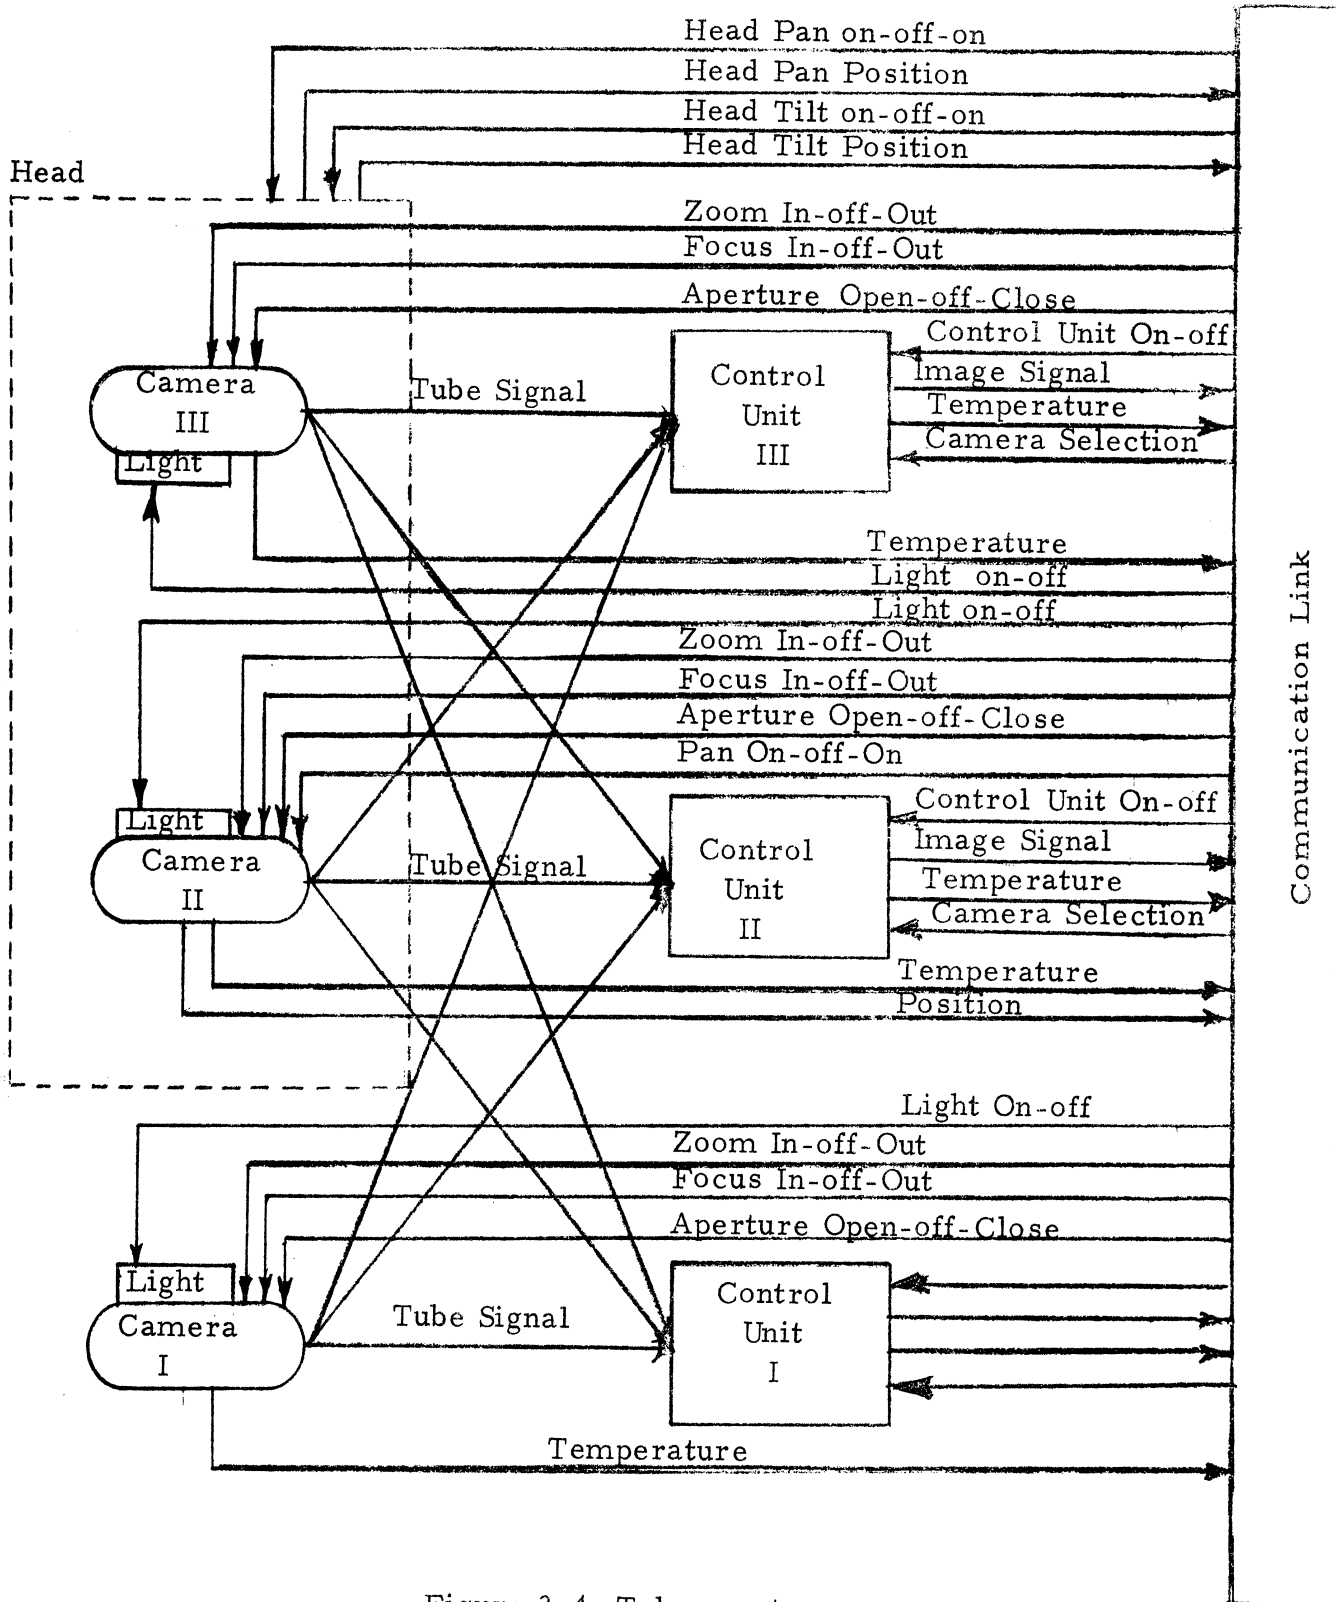 Head Pan on-off-on
Head Pan Position
Head Tilt on-off-on
Head Tilt Position
Head
Zoom In-off-Out
Focus In-off-Out
Aperture Open-off-Close
Camera
III
Light
Tube Signal
Control
Unit
III
Control Unit On-off
Image Signal
Temperature
Camera Selection
Temperature
Light on-off
Light on-off
Zoom In-off-Out
Focus In-off-Out
Aperture Open-off-Close
Pan On-off-On
Light
Camera
II
Tube Signal
Control
Unit
II
Control Unit On-off
Image Signal
Temperature
Camera Selection
Temperature
Position
Communication Link
Light On-off
Zoom In-off-Out
Focus In-off-Out
Aperture Open-off-Close
Light
Camera
I
Tube Signal
Control
Unit
I
Temperature